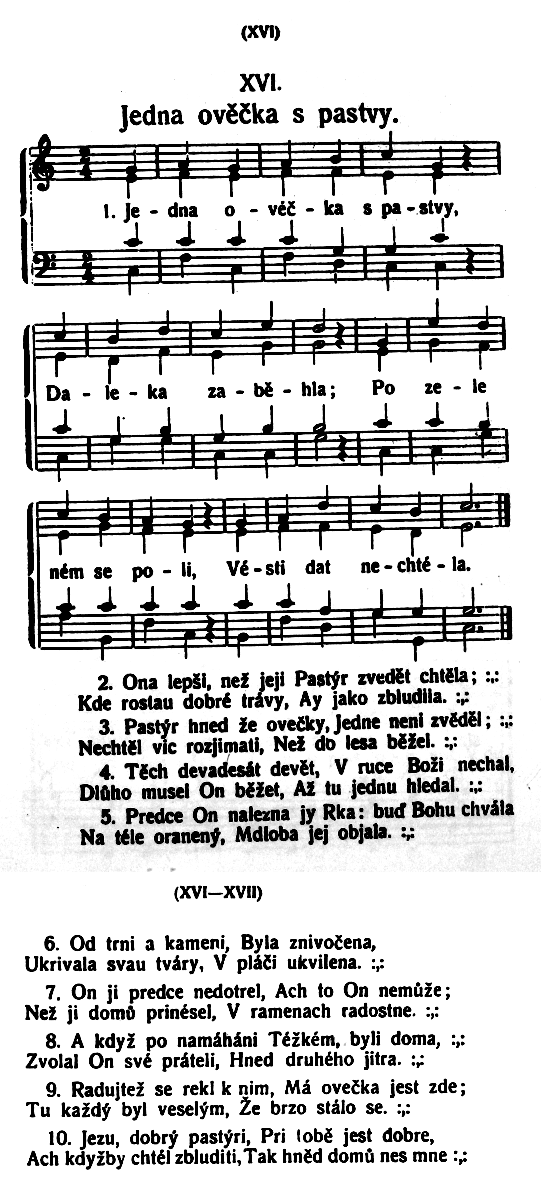 (XVI)
XVI.
Jedna ověčka s pastvy.
1. Je - dna o - věč - ka s pa - stvy,
Da - le - ka za - bě - hla; Po ze - le
ném se po - li, Vé - sti dat ne - chté - la.
2. Ona lepši, než jeji Pastýr zvedět chtěla; :,:
Kde rostau dobré trávy, Ay jako zbludila. :,:
3. Pastýr hned že ovečky, Jedne neni zvěděl; :,:
Nechtěl vic rozjimati, Než do lesa běžel. :,:
4. Těch devadesát devět, V ruce Boži nechal,
Dlůho musel On běžet, Až tu jednu hledal. :,:
5. Predce On nalezna jy Rka: buď Bohu chvála
Na téle oranený, Mdloba jej objala. :,:
(XVI—XVII)
6. Od trni a kameni, Byla znivočena,
Ukrivala svau tváry, V pláči ukvilena. :,:
7. On ji predce nedotrel, Ach to On nemůže;
Než ji domů prinésel, V ramenach radostne. :,:
8. A když po namáháni Téžkém, byli doma, :,:
Zvolal On své práteli, Hned druhého jitra. :,:
9. Radujtež se rekl k nim, Má ovečka jest zde;
Tu každý byl veselým, Že brzo stálo se. :,:
10. Jezu, dobrý pastýri, Pri tobě jest dobre,
Ach kdyžby chtél zbluditi, Tak hněd domů nes mne :,: